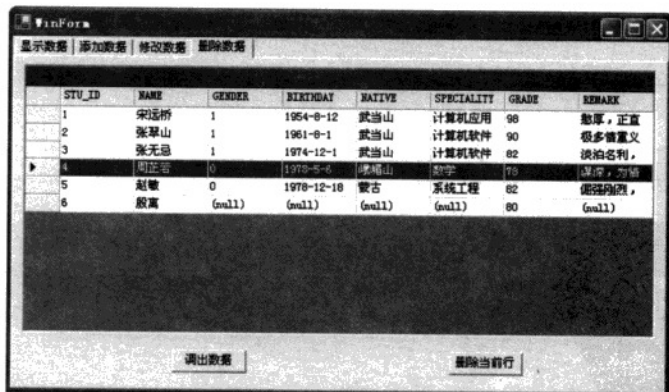 WinForm
显示数据 添加数据 修改数据 删除数据
STU_ID NAME GENDER BIRTHDAY NATIVE SPECIALITY GRADE REMARK
1 宋远桥 1 1954-8-12 武当山 计算机应用 98 憨厚，正直
2 张翠山 1 1961-8-1 武当山 计算机软件 90 极多情重义
3 张无忌 1 1974-12-1 武当山 计算机软件 82 淡泊名利，
4 周芷若 0 1978-5-6 峨嵋山 数学 78
5 赵敏 0 1978-12-18 蒙古 系统工程 82 倔强刚烈，
6 殷离 (null) (null) (null) (null) 80 (null)
调出数据 删除当前行